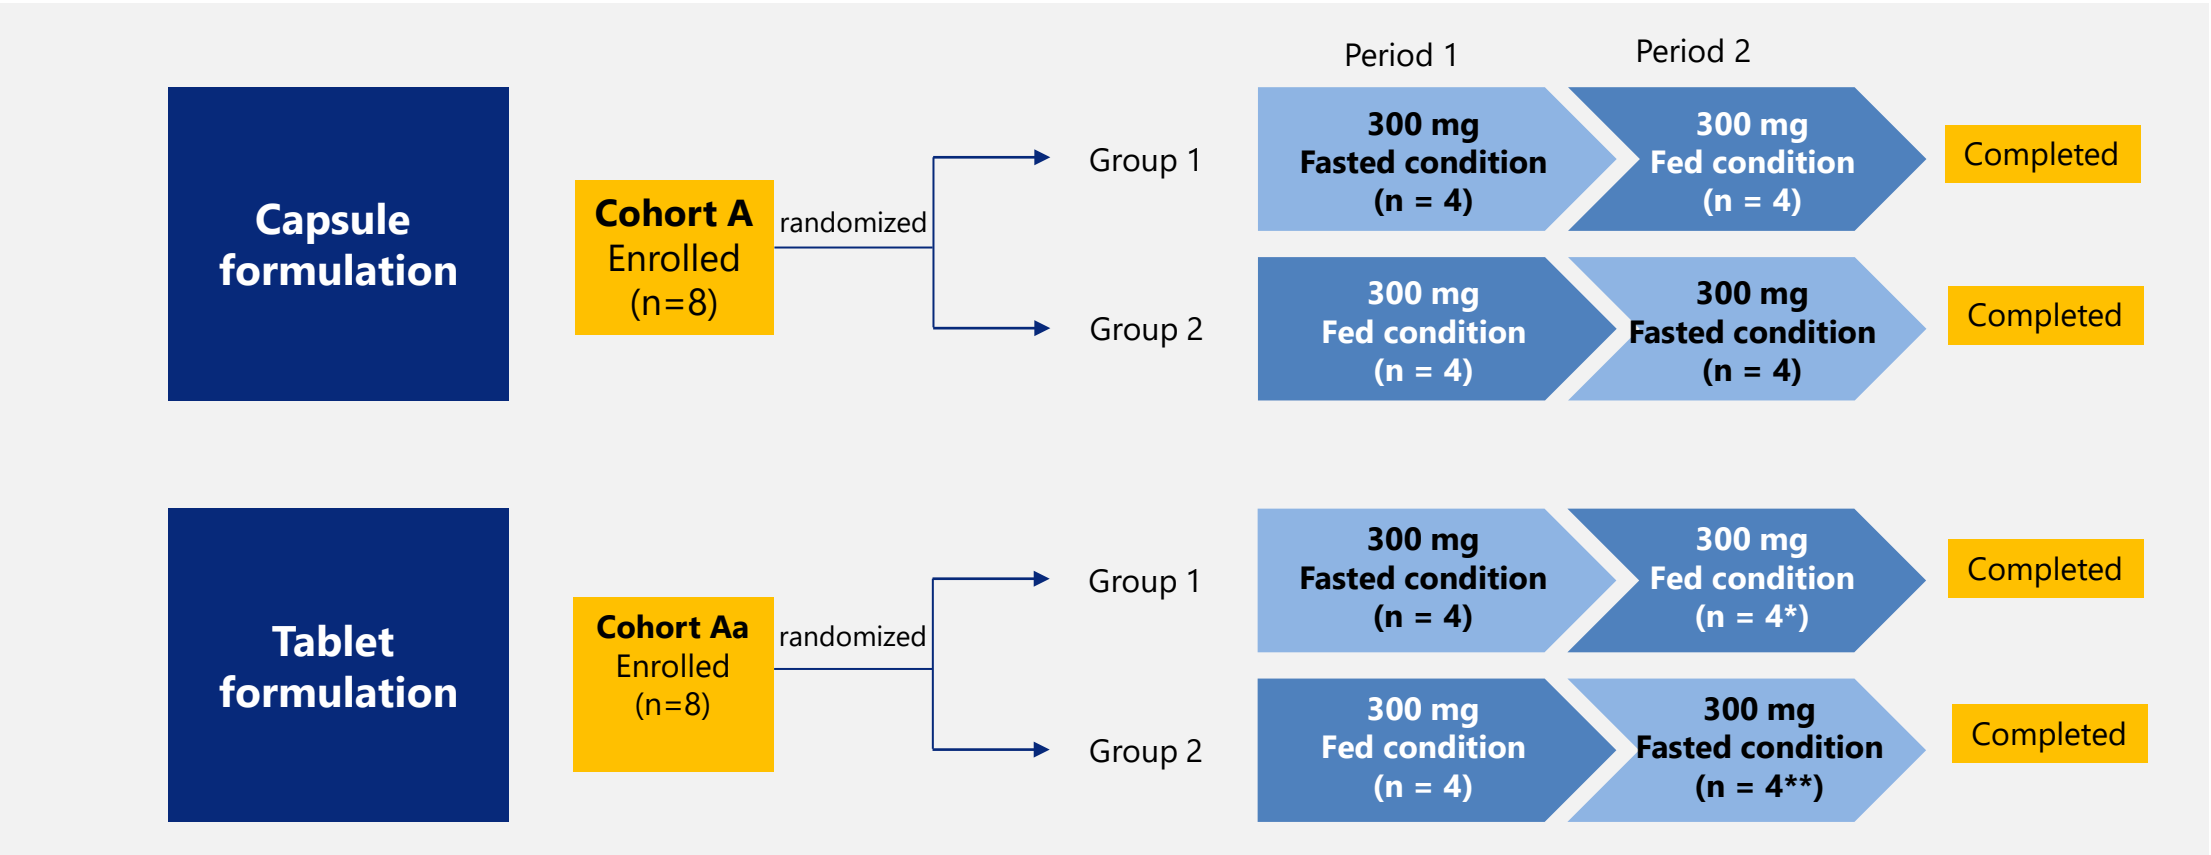 Period 1
Period 2
Capsule
formulation
Cohort A
Enrolled
(n=8)
randomized
Group 1
300 mg
Fasted condition
(n = 4)
300 mg
Fed condition
(n = 4)
Completed
Group 2
300 mg
Fed condition
(n = 4)
300 mg
Fasted condition
(n = 4)
Completed
Tablet
formulation
Cohort Aa
Enrolled
(n=8)
randomized
Group 1
300 mg
Fasted condition
(n = 4)
300 mg
Fed condition
(n = 4*)
Completed
Group 2
300 mg
Fed condition
(n = 4)
300 mg
Fasted condition
(n = 4**)
Completed